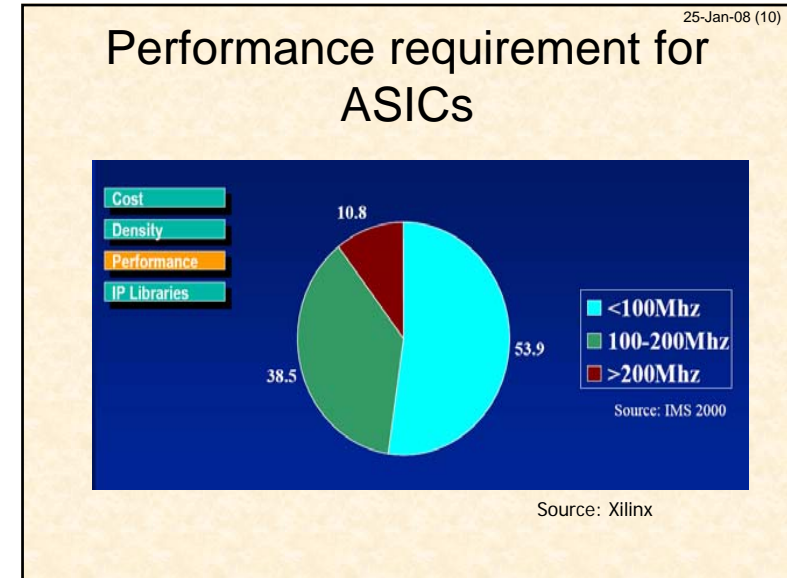 25-Jan-08 (10)
Performance requirement for
ASICs
Cost
Density
Performance
IP Libraries
10.8
53.9
38.5
<100Mhz
100-200Mhz
>200Mhz
Source: IMS 2000
Source: Xilinx